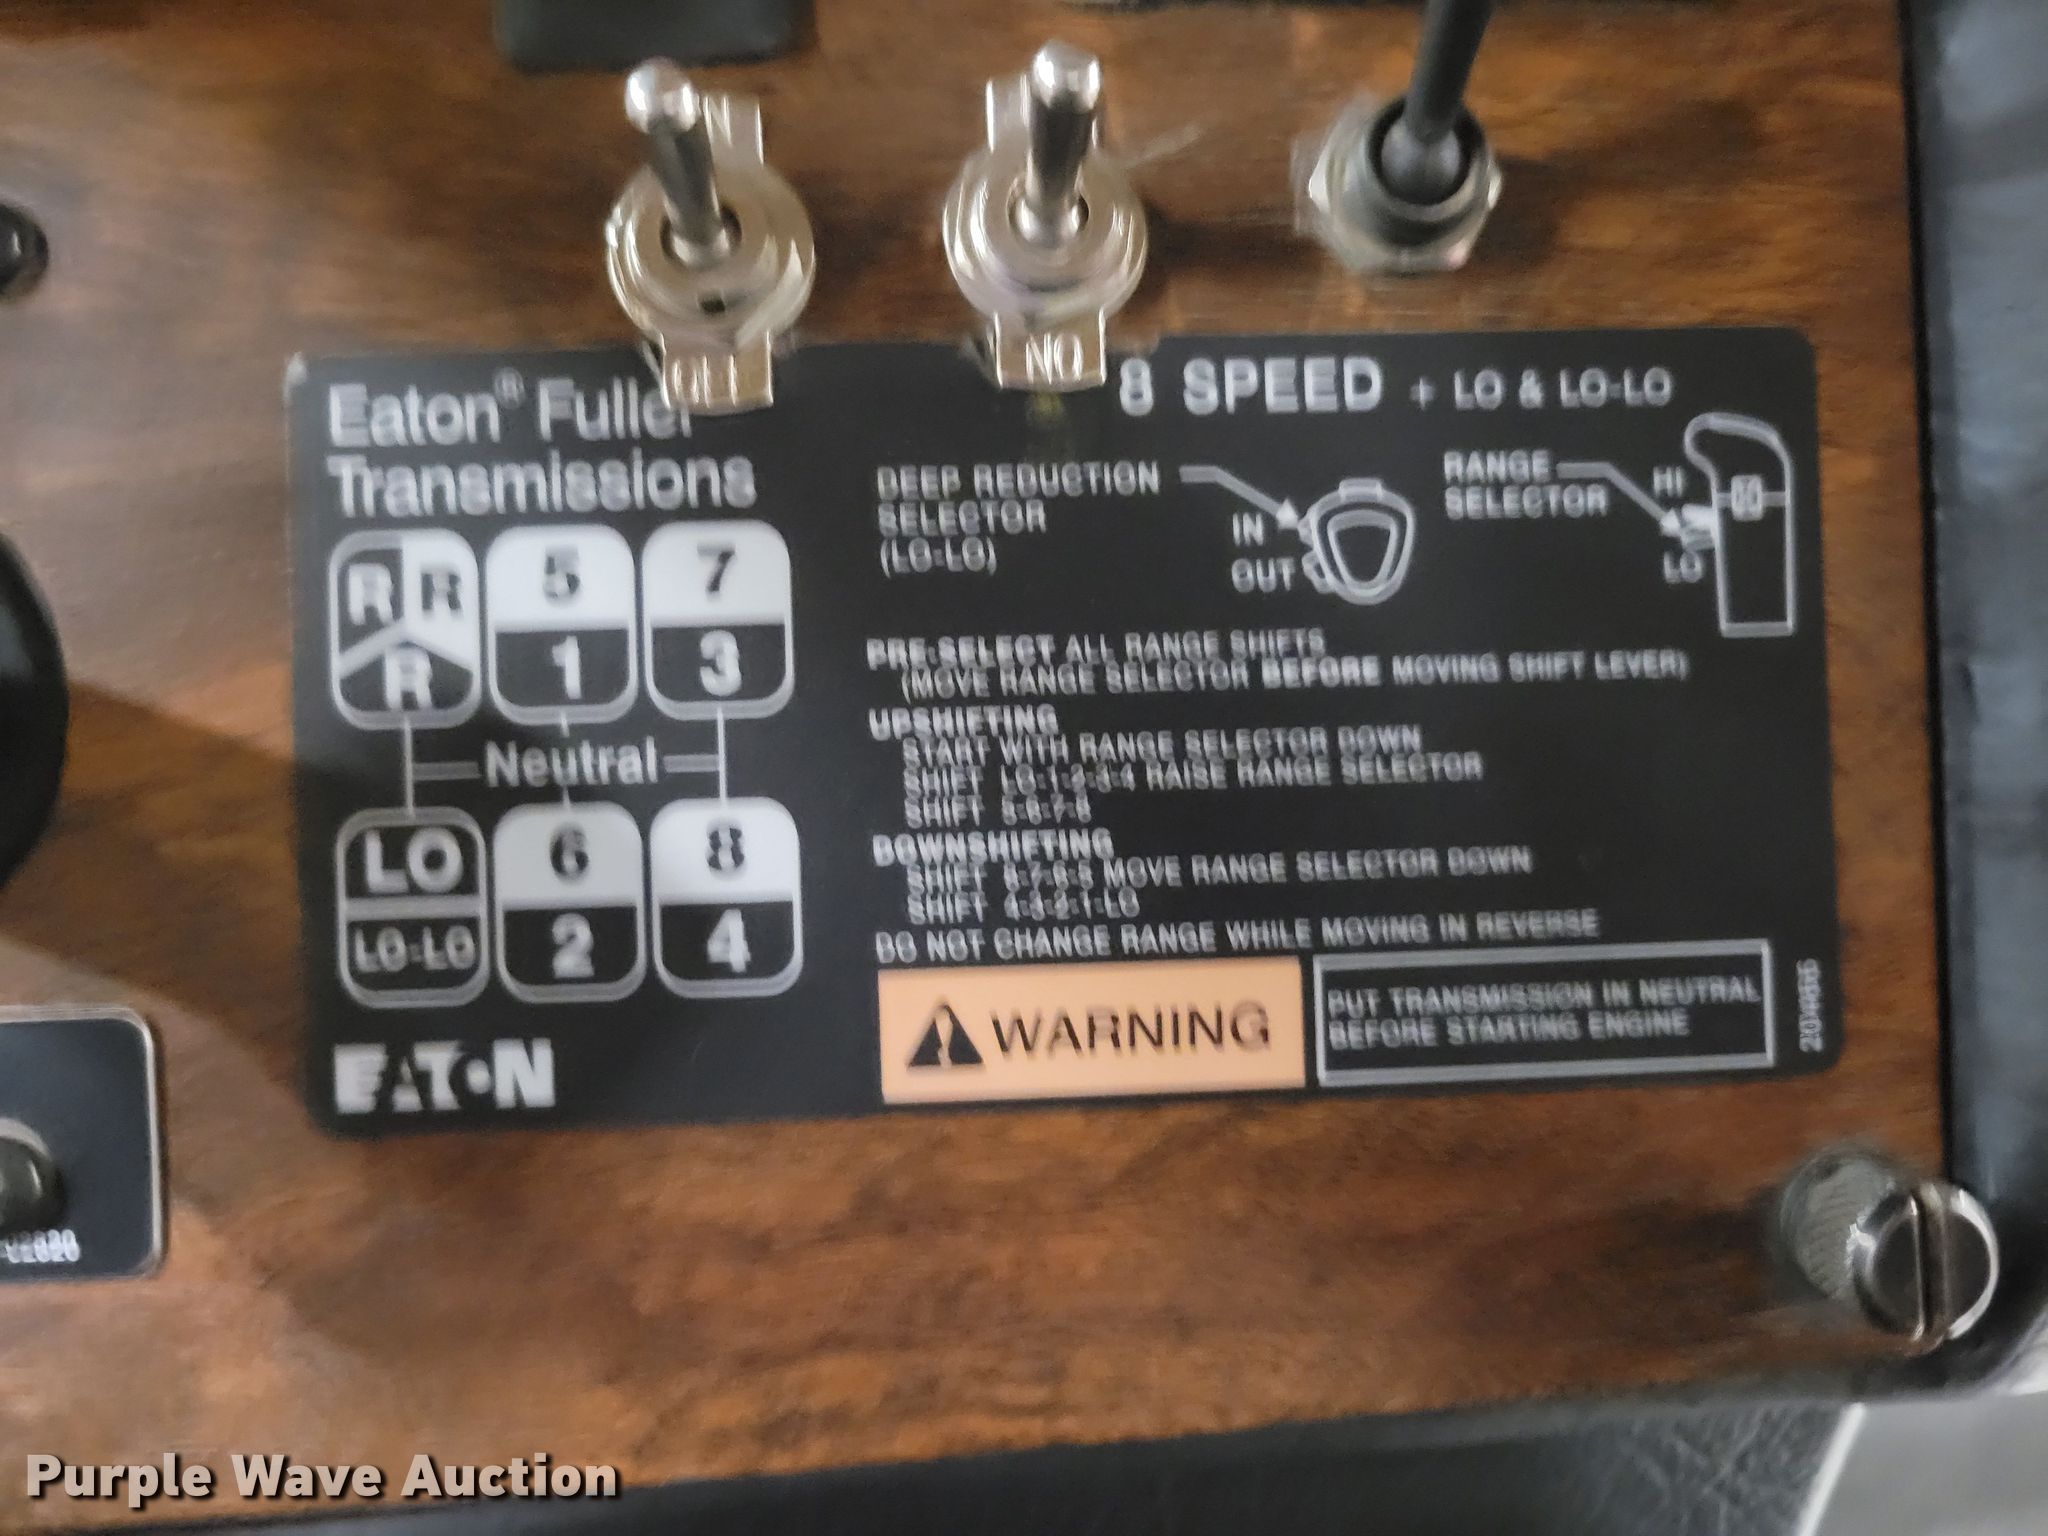 OFF
NO
Eaton® Fuller
Transmissions
8 SPEED + LO & LO-LO
DEEP REDUCTION
SELECTOR
(LO-LO)
IN
OUT
RANGE
SELECTOR
HI
LO
R R 5 7
R 1 3
Neutral
LO 6 8
LO-LO 2 4
EATON
PRE-SELECT ALL RANGE SHIFTS
(MOVE RANGE SELECTOR BEFORE MOVING SHIFT LEVER)
UPSHIFTING
START WITH RANGE SELECTOR DOWN
SHIFT LO-1-2-3-4 RAISE RANGE SELECTOR
SHIFT 5-6-7-8
DOWNSHIFTING
SHIFT 8-7-6-5 MOVE RANGE SELECTOR DOWN
SHIFT 4-3-2-1-LO
DO NOT CHANGE RANGE WHILE MOVING IN REVERSE
WARNING
PUT TRANSMISSION IN NEUTRAL
BEFORE STARTING ENGINE
Purple Wave Auction